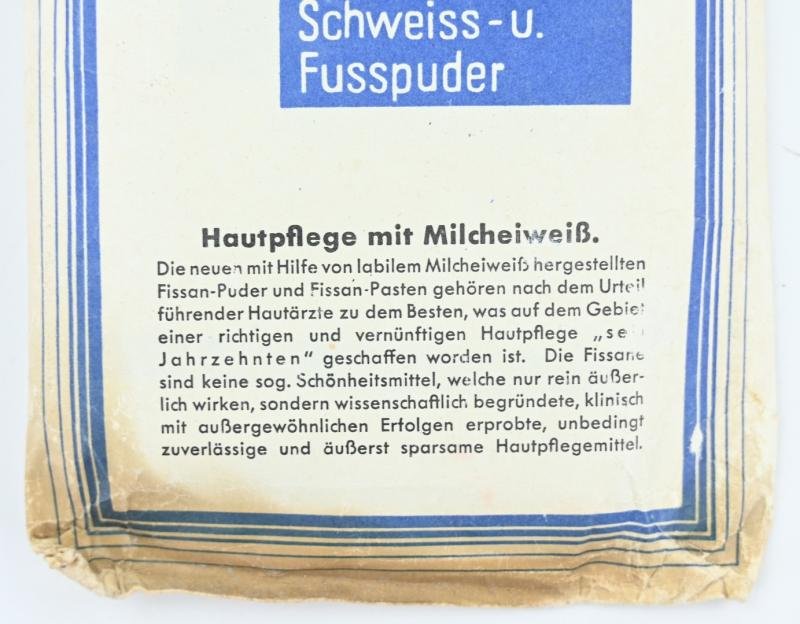 Schweiss-u.
Fusspuder
Hautpflege mit Milcheiweiß.
Die neuen mit Hilfe von labilem Milcheiweiß hergestellten
Fissan-Puder und Fissan-Pasten gehören nach dem Urteil
führender Hautärzte zu dem Besten, was auf dem Gebiet
einer richtigen und vernünftigen Hautpflege „se
Jahrzehnten" geschaffen worden ist. Die Fissane
sind keine sog. Schönheitsmittel, welche nur rein äußer-
lich wirken, sondern wissenschaftlich begründete, klinisch
mit außergewöhnlichen Erfolgen erprobte, unbedingt
zuverlässige und äußerst sparsame Hautpflegemittel.